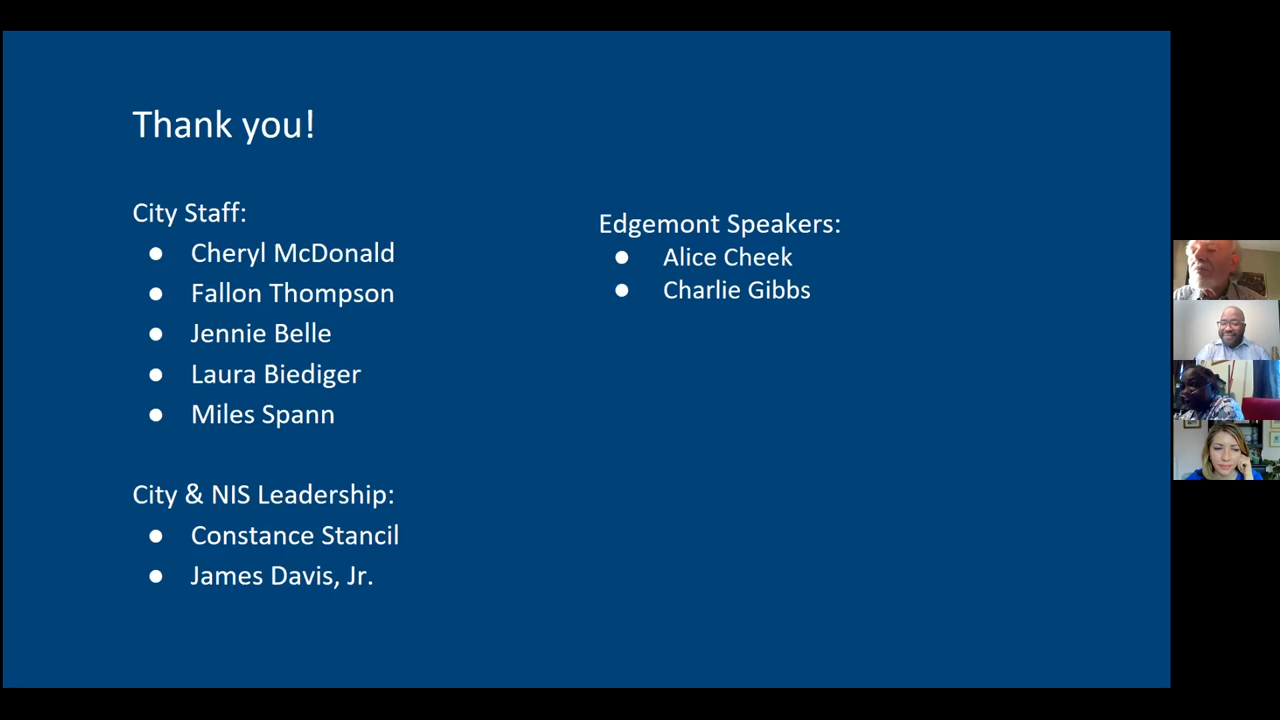 Thank you!
City Staff:
● Cheryl McDonald
● Fallon Thompson
● Jennie Belle
● Laura Biediger
● Miles Spann
City & NIS Leadership:
● Constance Stancil
● James Davis, Jr.
Edgemont Speakers:
● Alice Cheek
● Charlie Gibbs